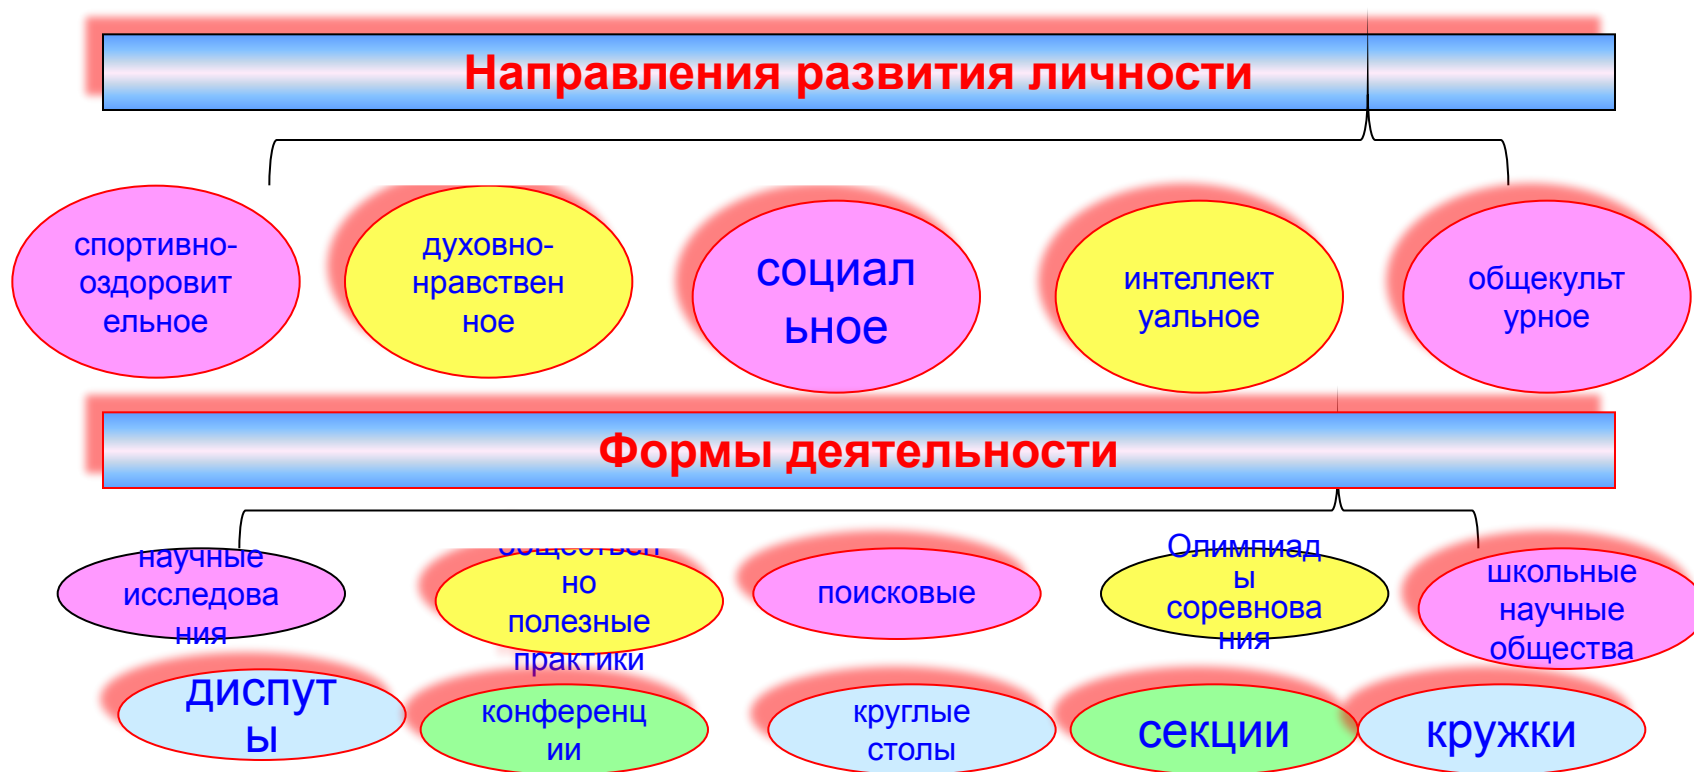 Направления развития личности
спортивно-
оздоровит
ельное
духовно-
нравствен
ное
социал
ьное
интеллект
уальное
общекульт
урное
Формы деятельности
научные
исследова
ния
общественн
но
полезные
практики
поисковые
Олимпиад
ы
соревнова
ния
школьные
научные
общества
диспут
ы
конференц
ии
круглые
столы
секции
кружки